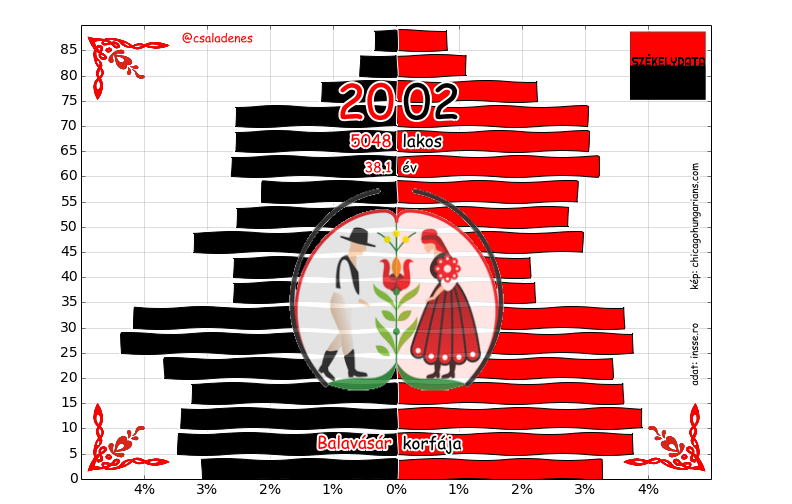 @csaladenes
SZÉKELYDATA
2002
5048 lakos
38.1 év
Balavásár korfája
kép: chicagohungarians.com
adat: insse.ro
85
80
75
70
65
60
55
50
45
40
35
30
25
20
15
10
5
0
4% 3% 2% 1% 0% 1% 2% 3% 4%